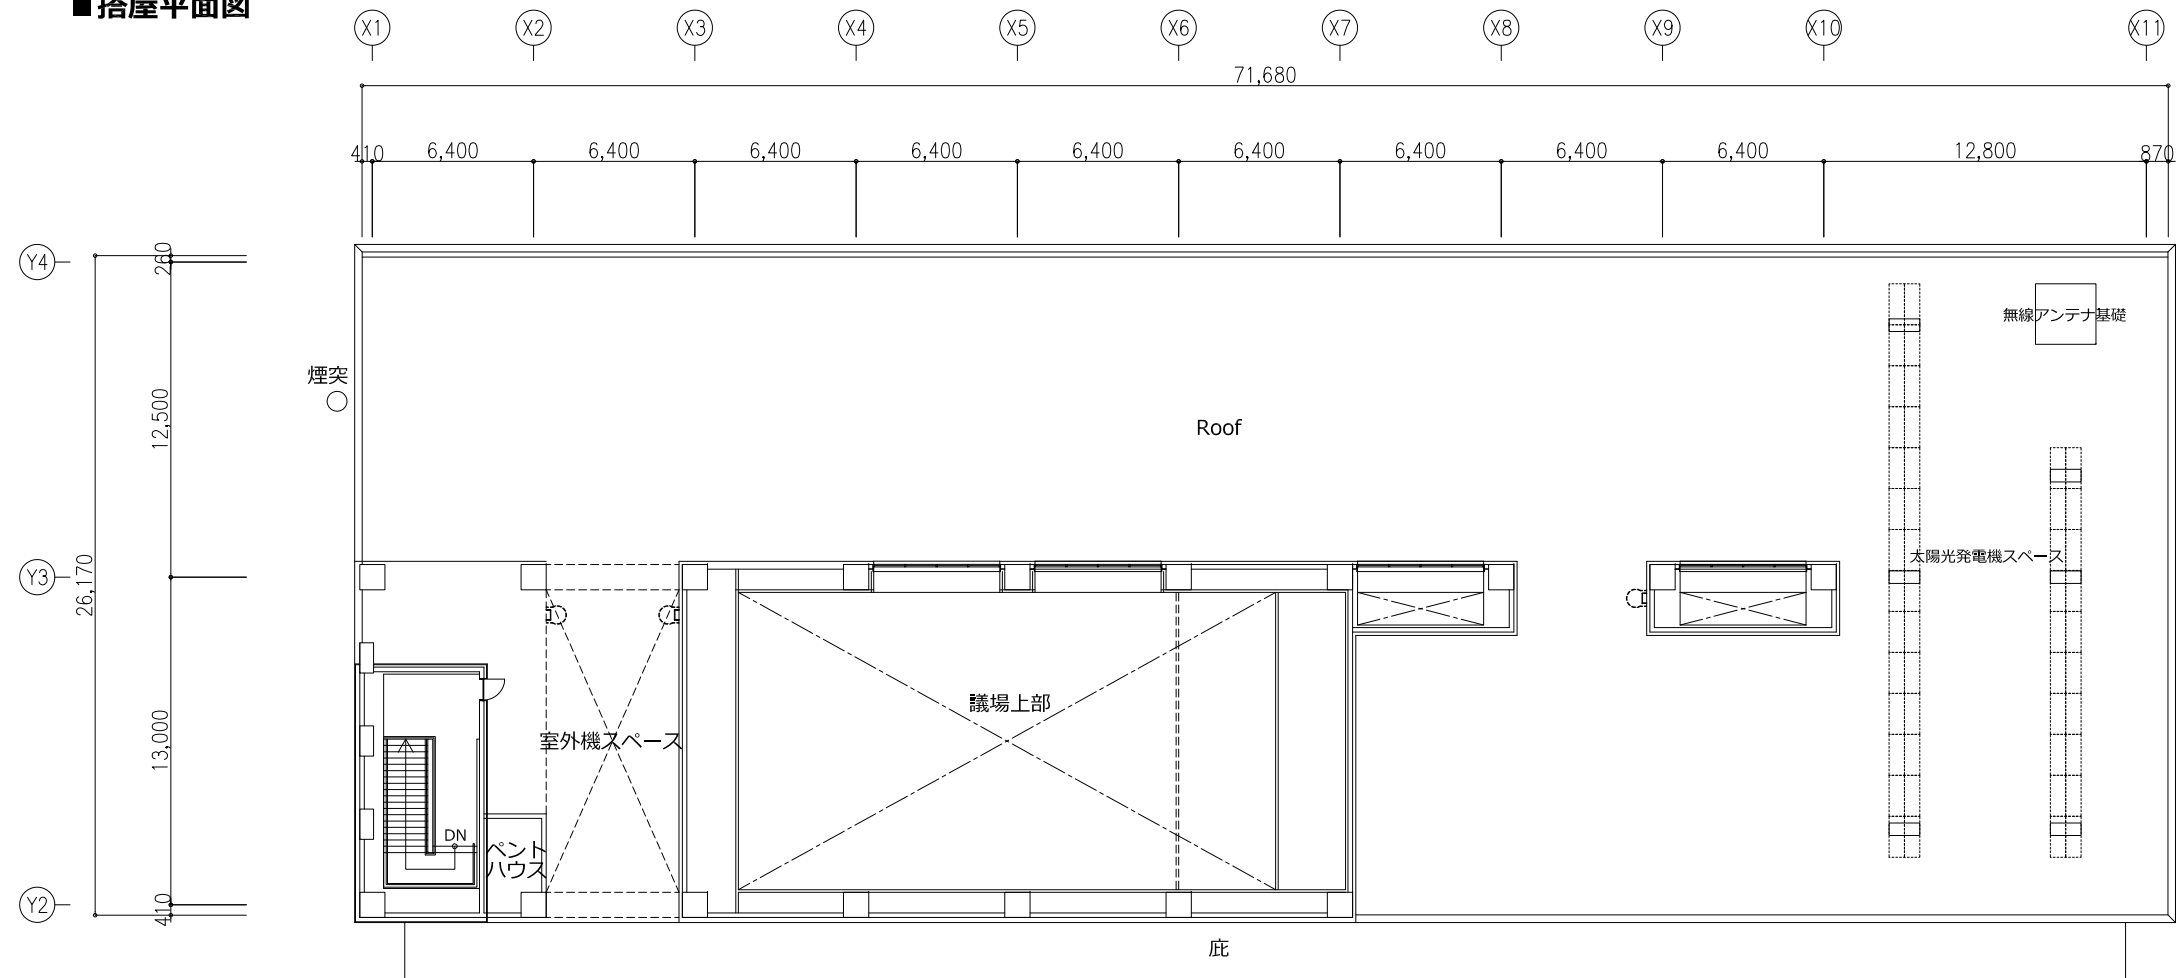 ■塔屋平面図
X1 X2 X3 X4 X5 X6 X7 X8 X9 X10 X11
71,680
410 6,400 6,400 6,400 6,400 6,400 6,400 6,400 6,400 6,400 12,800 870
Y4
260
無線アンテナ基礎
煙突
12,500
Roof
太陽光発電機スペース
Y3
26,170
議場上部
13,000
室外機スペース
DN
ペント
ハウス
Y2
410
庇